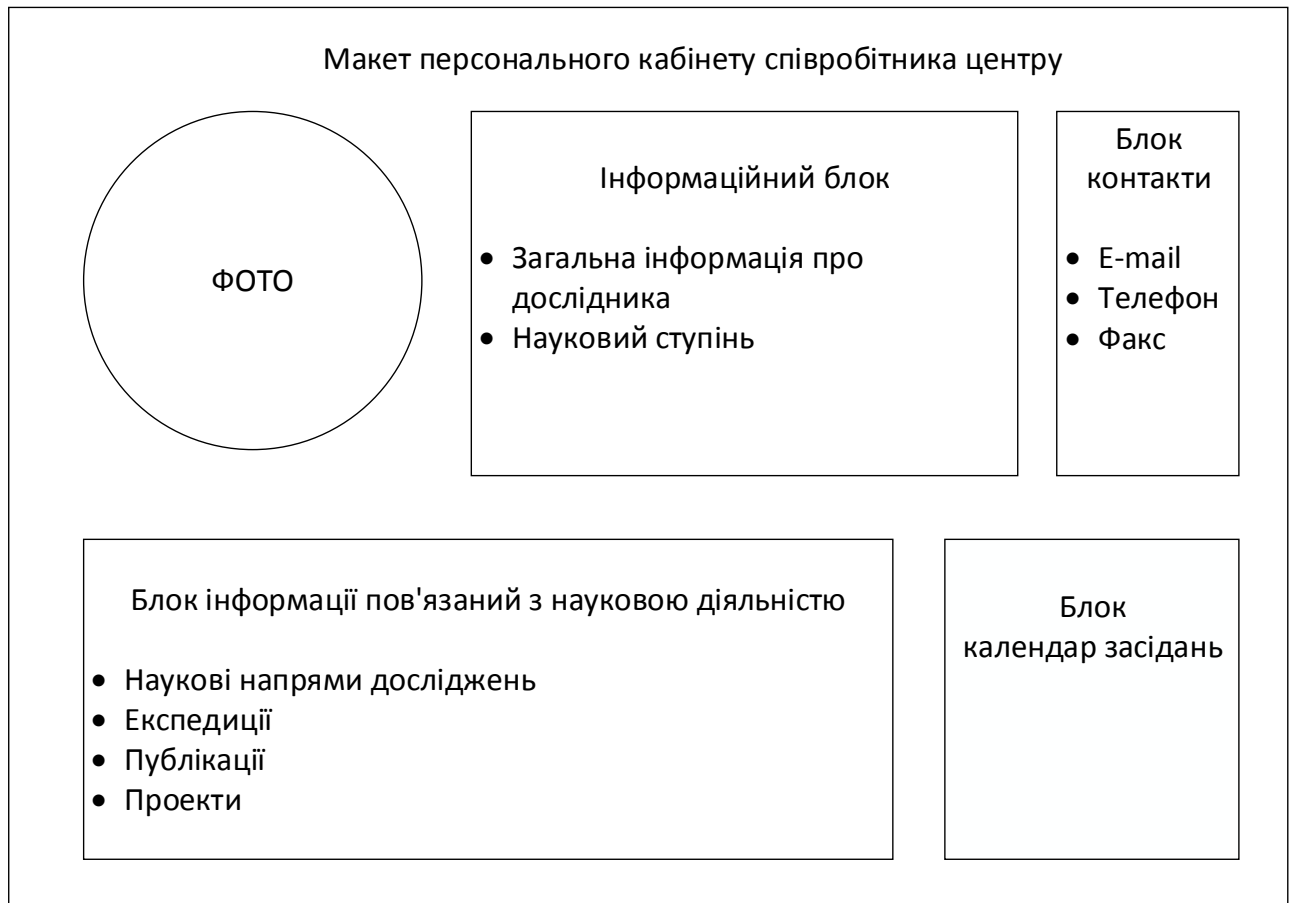 Макет персонального кабінету співробітника центру
ФОТО
Інформаційний блок
• Загальна інформація про
дослідника
• Науковий ступінь
Блок
контакти
• E-mail
• Телефон
• Факс
Блок інформації пов'язаний з науковою діяльністю
• Наукові напрями досліджень
• Експедиції
• Публікації
• Проекти
Блок
календар засідань